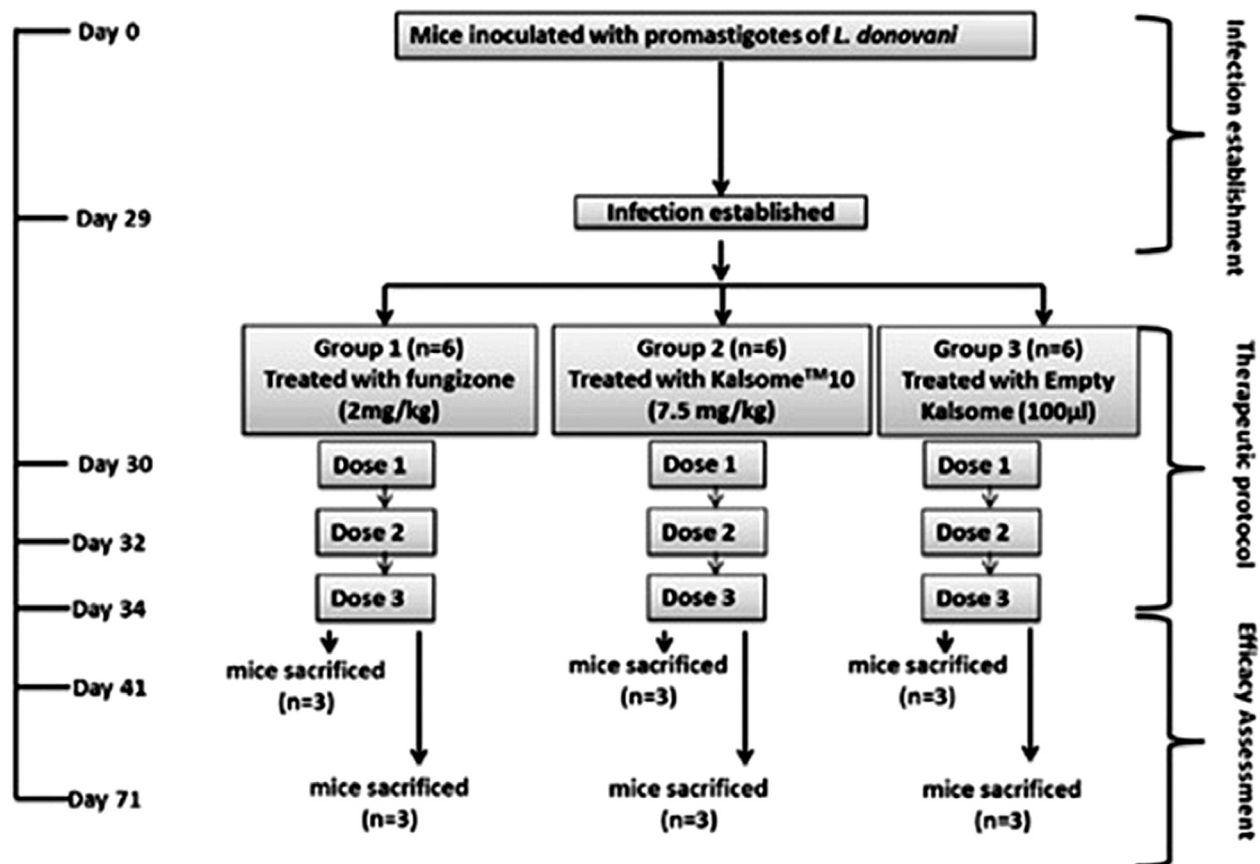 Day 0
Mice inoculated with promastigotes of L. donovani
Infection establishment
Day 29
Infection established
Group 1 (n=6)
Treated with fungizone
(2mg/kg)
Group 2 (n=6)
Treated with Kalsome™10
(7.5 mg/kg)
Group 3 (n=6)
Treated with Empty
Kalsome (100μl)
Therapeutic protocol
Day 30
Dose 1
Dose 1
Dose 1
Day 32
Dose 2
Dose 2
Dose 2
Day 34
Dose 3
Dose 3
Dose 3
Efficacy Assessment
Day 41
mice sacrificed
(n=3)
mice sacrificed
(n=3)
mice sacrificed
(n=3)
Day 71
mice sacrificed
(n=3)
mice sacrificed
(n=3)
mice sacrificed
(n=3)